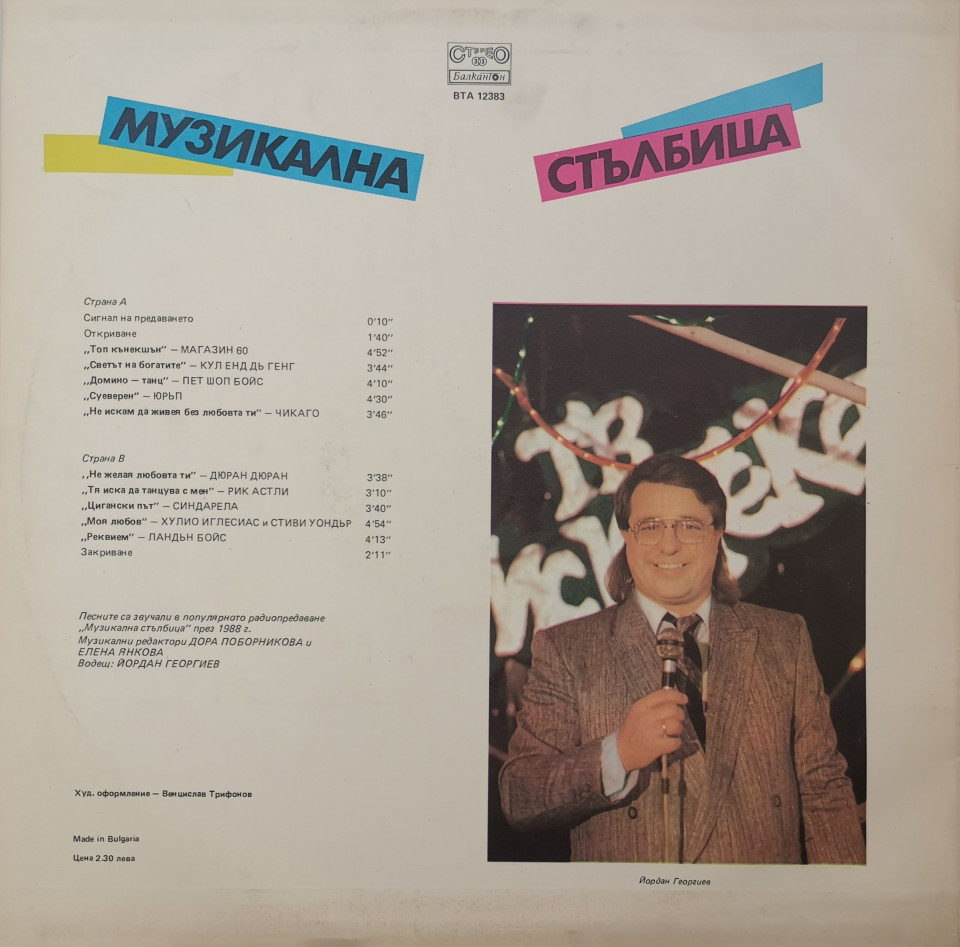 СТЕРЕО
Балкантон
ВТА 12383
МУЗИКАЛНА
СТЪЛБИЦА
Страна А
Сигнал на предаването 0'10"
Откриване 1'40"
„Топ кънекшън" — МАГАЗИН 60 4'52"
„Светът на богатите" — КУЛ ЕНД ДЬ ГЕНГ 3'44"
„Домино — танц" — ПЕТ ШОП БОЙС 4'10"
„Суеверен" — ЮРЪП 4'30"
„Не искам да живея без любовта ти" — ЧИКАГО 3'46"
Страна В
„Не желая любовта ти" — ДЮРАН ДЮРАН 3'38"
„Тя иска да танцува с мен" — РИК АСТЛИ 3'10"
„Цигански път" — СИНДАРЕЛА 3'40"
„Моя любов" — ХУЛИО ИГЛЕСИАС и СТИВИ УОНДЪР 4'54"
„Реквием" — ЛАНДЪН БОЙС 4'13"
Закриване 2'11"
Песните са звучали в популярното радиопредаване
„Музикална стълбица" през 1988 г.
Музикални редактори ДОРА ПОБОРНИКОВА и
ЕЛЕНА ЯНКОВА
Водещ: ЙОРДАН ГЕОРГИЕВ
Худ. оформление — Венцислав Трифонов
Made in Bulgaria
Цена 2.30 лева
Йордан Георгиев